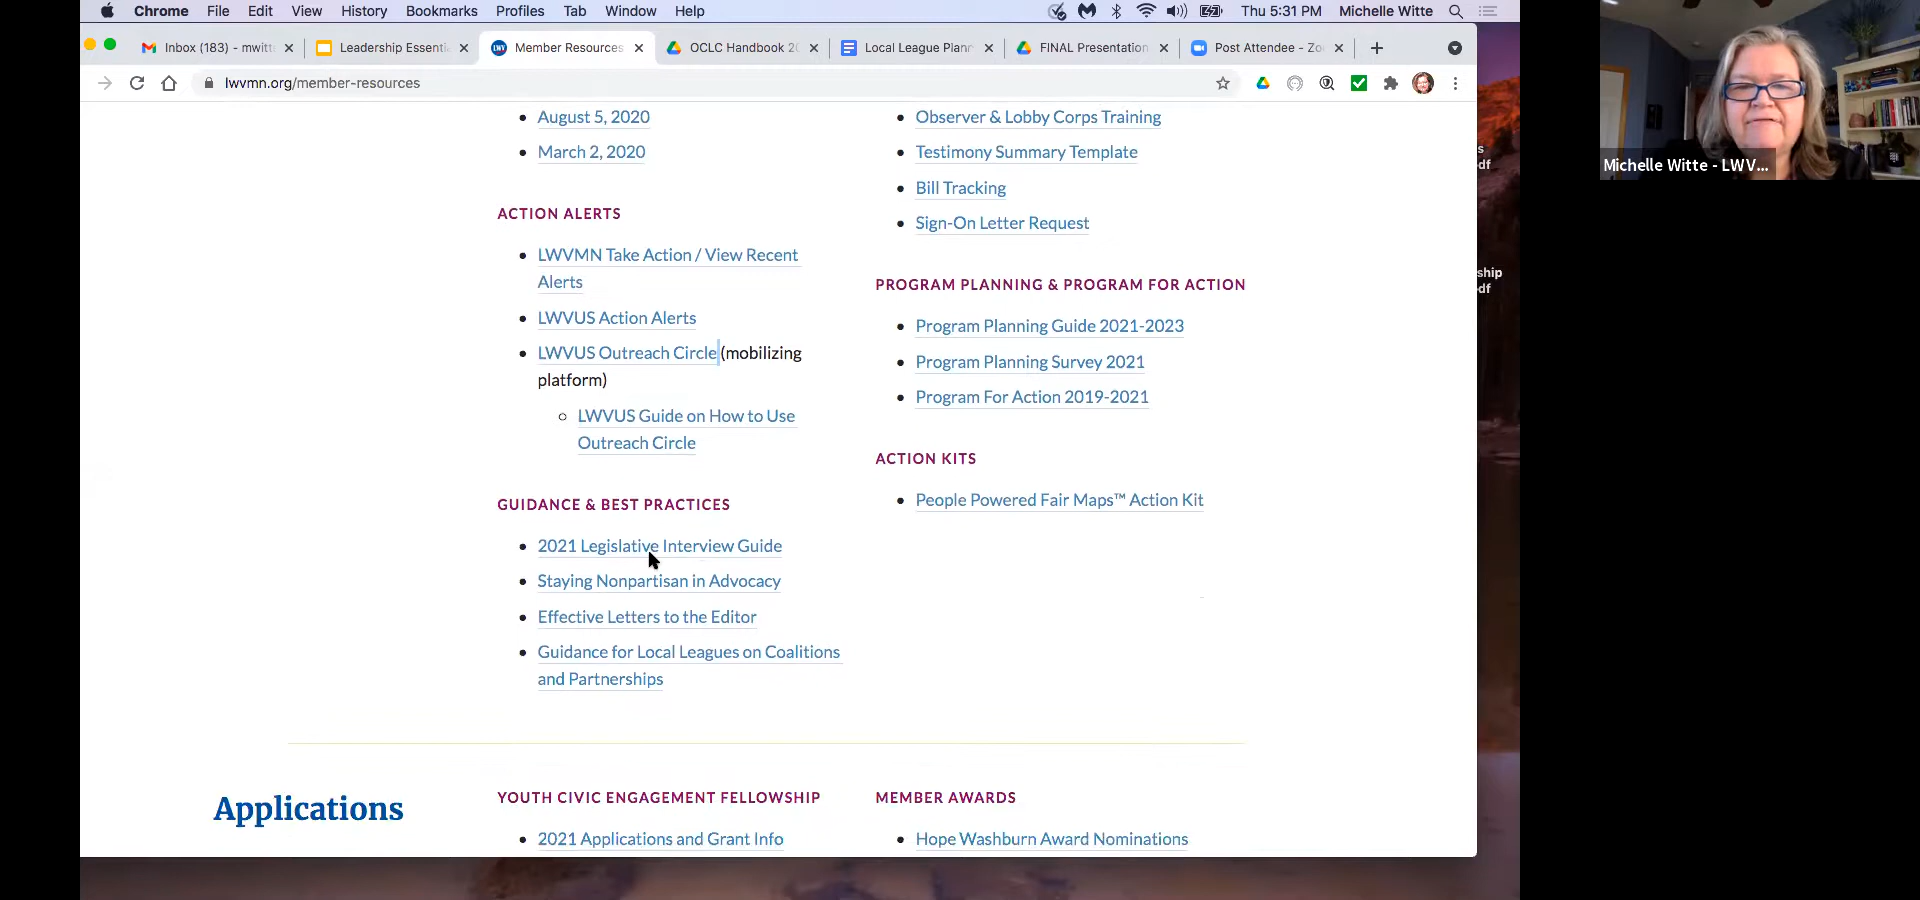 Chrome File Edit View History Bookmarks Profiles Tab Window Help Thu 5:31 PM Michelle Witte
Inbox (183) - mwitt Leadership Essenti Member Resources OCLC Handbook 20 Local League Plann FINAL Presentation Post Attendee - Zo
lwvmn.org/member-resources
August 5, 2020
March 2, 2020
ACTION ALERTS
LWVMN Take Action / View Recent
Alerts
LWVUS Action Alerts
LWVUS Outreach Circle (mobilizing
platform)
LWVUS Guide on How to Use
Outreach Circle
GUIDANCE & BEST PRACTICES
2021 Legislative Interview Guide
Staying Nonpartisan in Advocacy
Effective Letters to the Editor
Guidance for Local Leagues on Coalitions
and Partnerships
Observer & Lobby Corps Training
Testimony Summary Template
Bill Tracking
Sign-On Letter Request
PROGRAM PLANNING & PROGRAM FOR ACTION
Program Planning Guide 2021-2023
Program Planning Survey 2021
Program For Action 2019-2021
ACTION KITS
People Powered Fair Maps™ Action Kit
Applications
YOUTH CIVIC ENGAGEMENT FELLOWSHIP
2021 Applications and Grant Info
MEMBER AWARDS
Hope Washburn Award Nominations
s
df
ship
df
Michelle Witte - LWV...